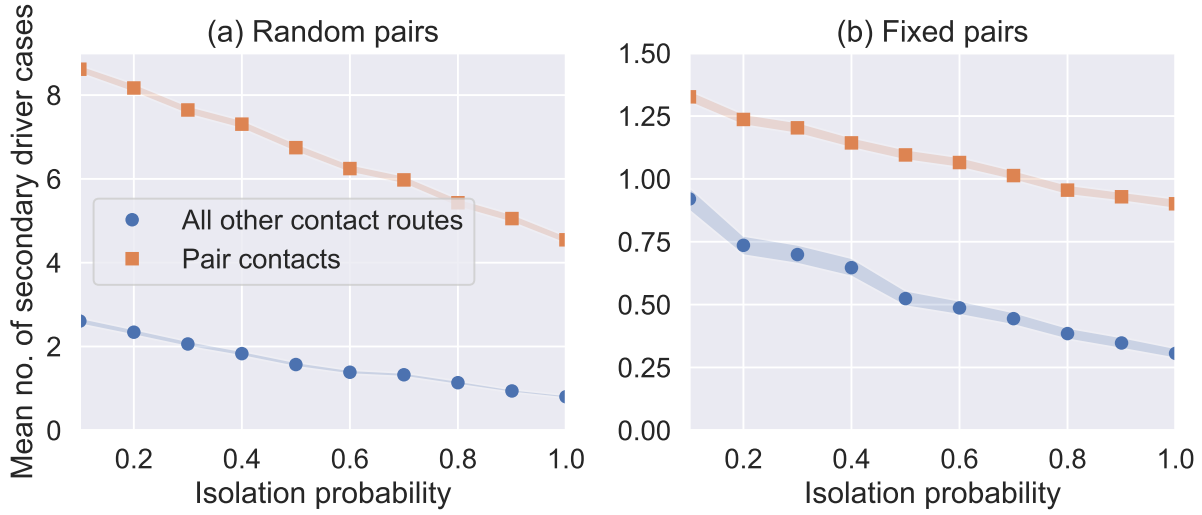 (a) Random pairs
Mean no. of secondary driver cases
8
6
4
2
0
All other contact routes
Pair contacts
0.2 0.4 0.6 0.8 1.0
Isolation probability
(b) Fixed pairs
1.50
1.25
1.00
0.75
0.50
0.25
0.00
0.2 0.4 0.6 0.8 1.0
Isolation probability